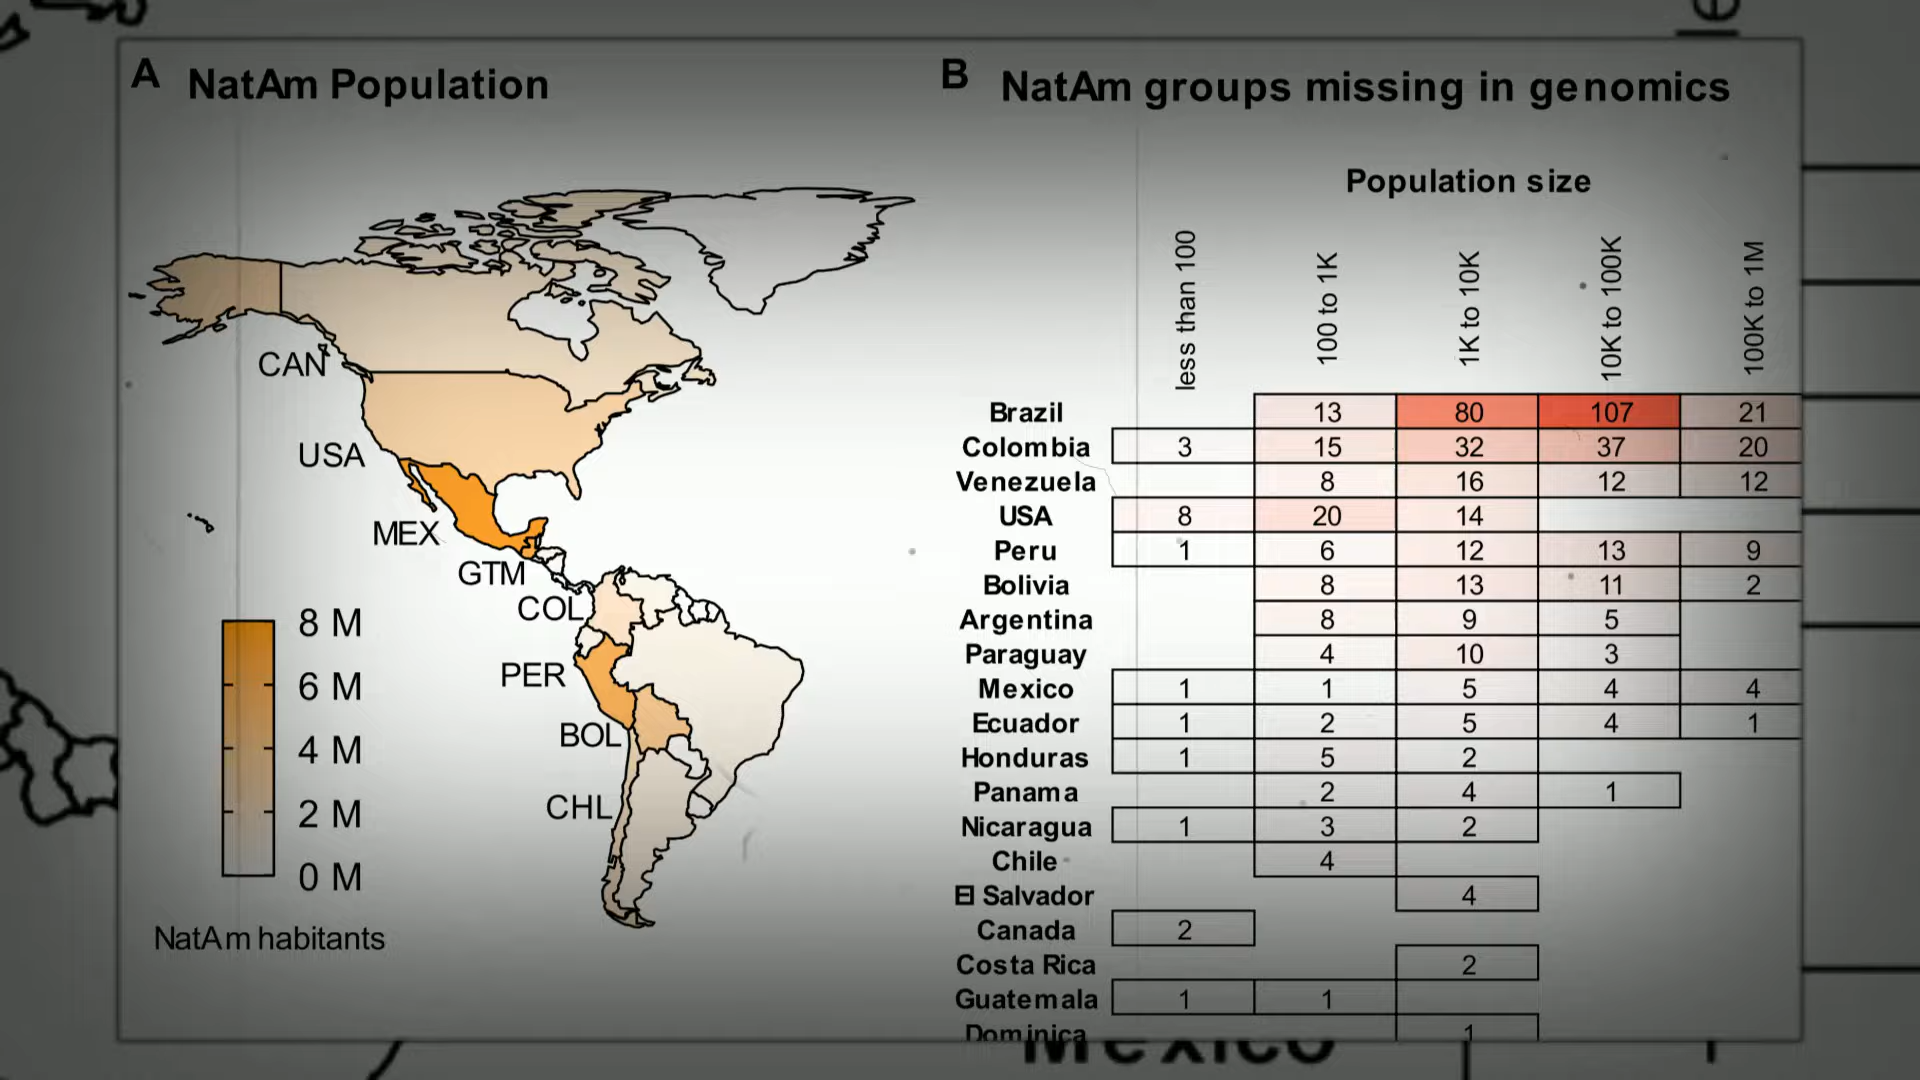 A NatAm Population
CAN
USA
MEX
GTM
COL
PER
BOL
CHL
8 M
6 M
4 M
2 M
0 M
NatAm habitants
B NatAm groups missing in genomics
Population size
less than 100
100 to 1K
1K to 10K
10K to 100K
100K to 1M
Brazil 13 80 107 21
Colombia 3 15 32 37 20
Venezuela 8 16 12 12
USA 8 20 14
Peru 1 6 12 13 9
Bolivia 8 13 11 2
Argentina 8 9 5
Paraguay 4 10 3
Mexico 1 1 5 4 4
Ecuador 1 2 5 4 1
Honduras 1 5 2
Panama 2 4 1
Nicaragua 1 3 2
Chile 4
El Salvador 4
Canada 2
Costa Rica 2
Guatemala 1 1
Dominica 1
Mexico